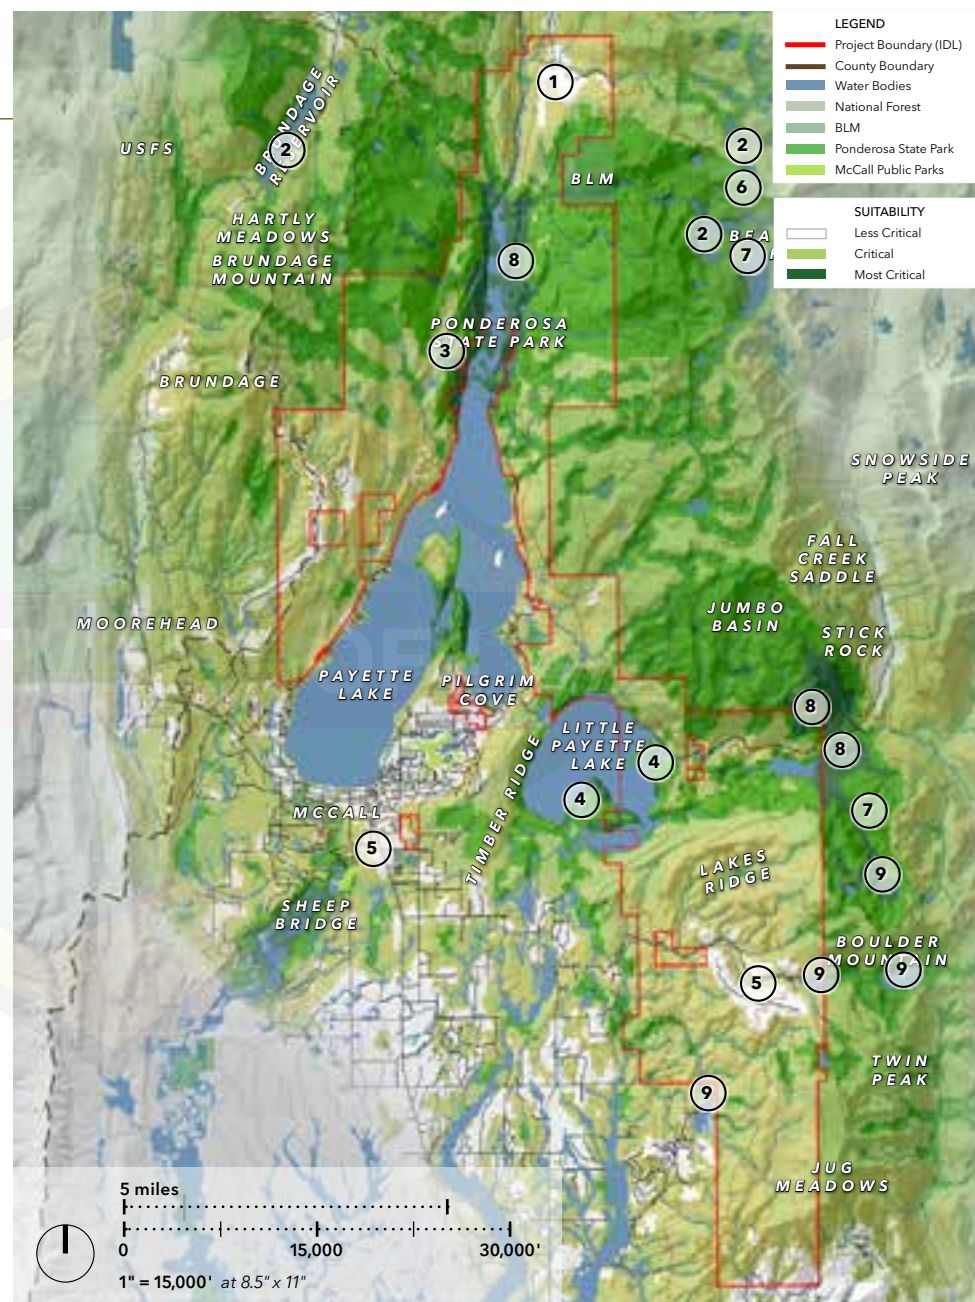 LEGEND
Project Boundary (IDL)
County Boundary
Water Bodies
National Forest
BLM
Ponderosa State Park
McCall Public Parks
SUITABILITY
Less Critical
Critical
Most Critical
1
BRUNDAGE
RESERVOIR
2
USFS
2
6
BLM
2
BEA
7
HARTLY
MEADOWS
BRUNDAGE
MOUNTAIN
8
PONDEROSA
STATE PARK
3
BRUNDAGE
SNOWSIDE
PEAK
FALL
CREEK
SADDLE
JUMBO
BASIN
STICK
ROCK
MOOREHEAD
PAYETTE
LAKE
PILGRIM
COVE
8
LITTLE
PAYETTE
LAKE
8
4
4
TIMBER RIDGE
MCCALL
5
7
LAKES
RIDGE
9
SHEEP
BRIDGE
BOULDER
MOUNTAIN
9
9
5
TWIN
PEAK
9
JUG
MEADOWS
5 miles
0
15,000
30,000'
1" = 15,000' at 8.5" x 11"